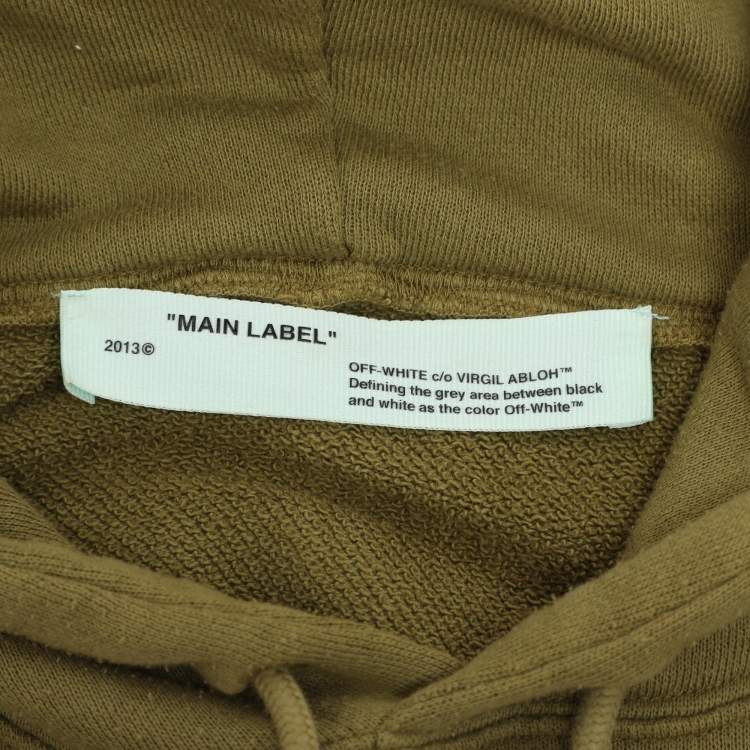 "MAIN LABEL"
2013©
OFF-WHITE c/o VIRGIL ABLOH™
Defining the grey area between black
and white as the color Off-White™